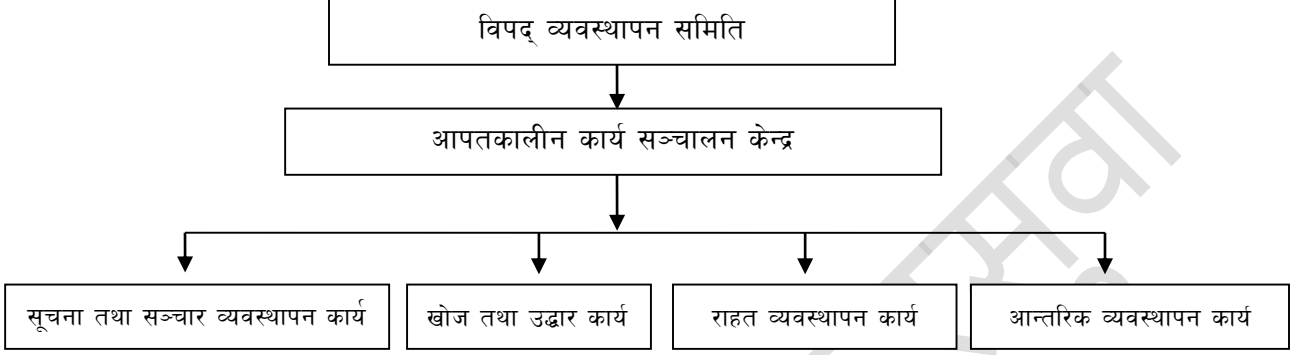 विपद् व्यवस्थापन समिति
आपतकालीन कार्य सञ्चालन केन्द्र
सूचना तथा सञ्चार व्यवस्थापन कार्य
खोज तथा उद्धार कार्य
राहत व्यवस्थापन कार्य
आन्तरिक व्यवस्थापन कार्य